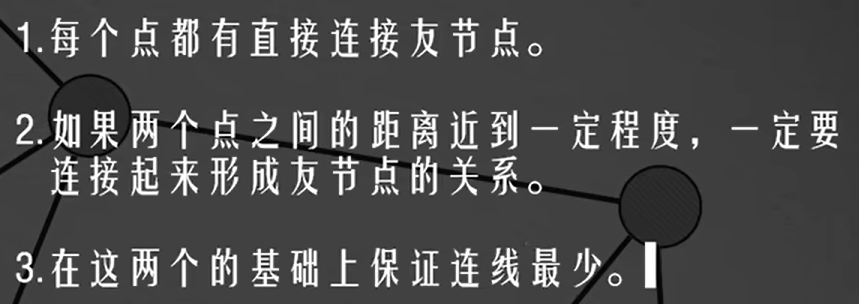 1.每个点都有直接连接友节点。
2.如果两个点之间的距离近到一定程度，一定要
连接起来形成友节点的关系。
3.在这两个的基础上保证连线最少。